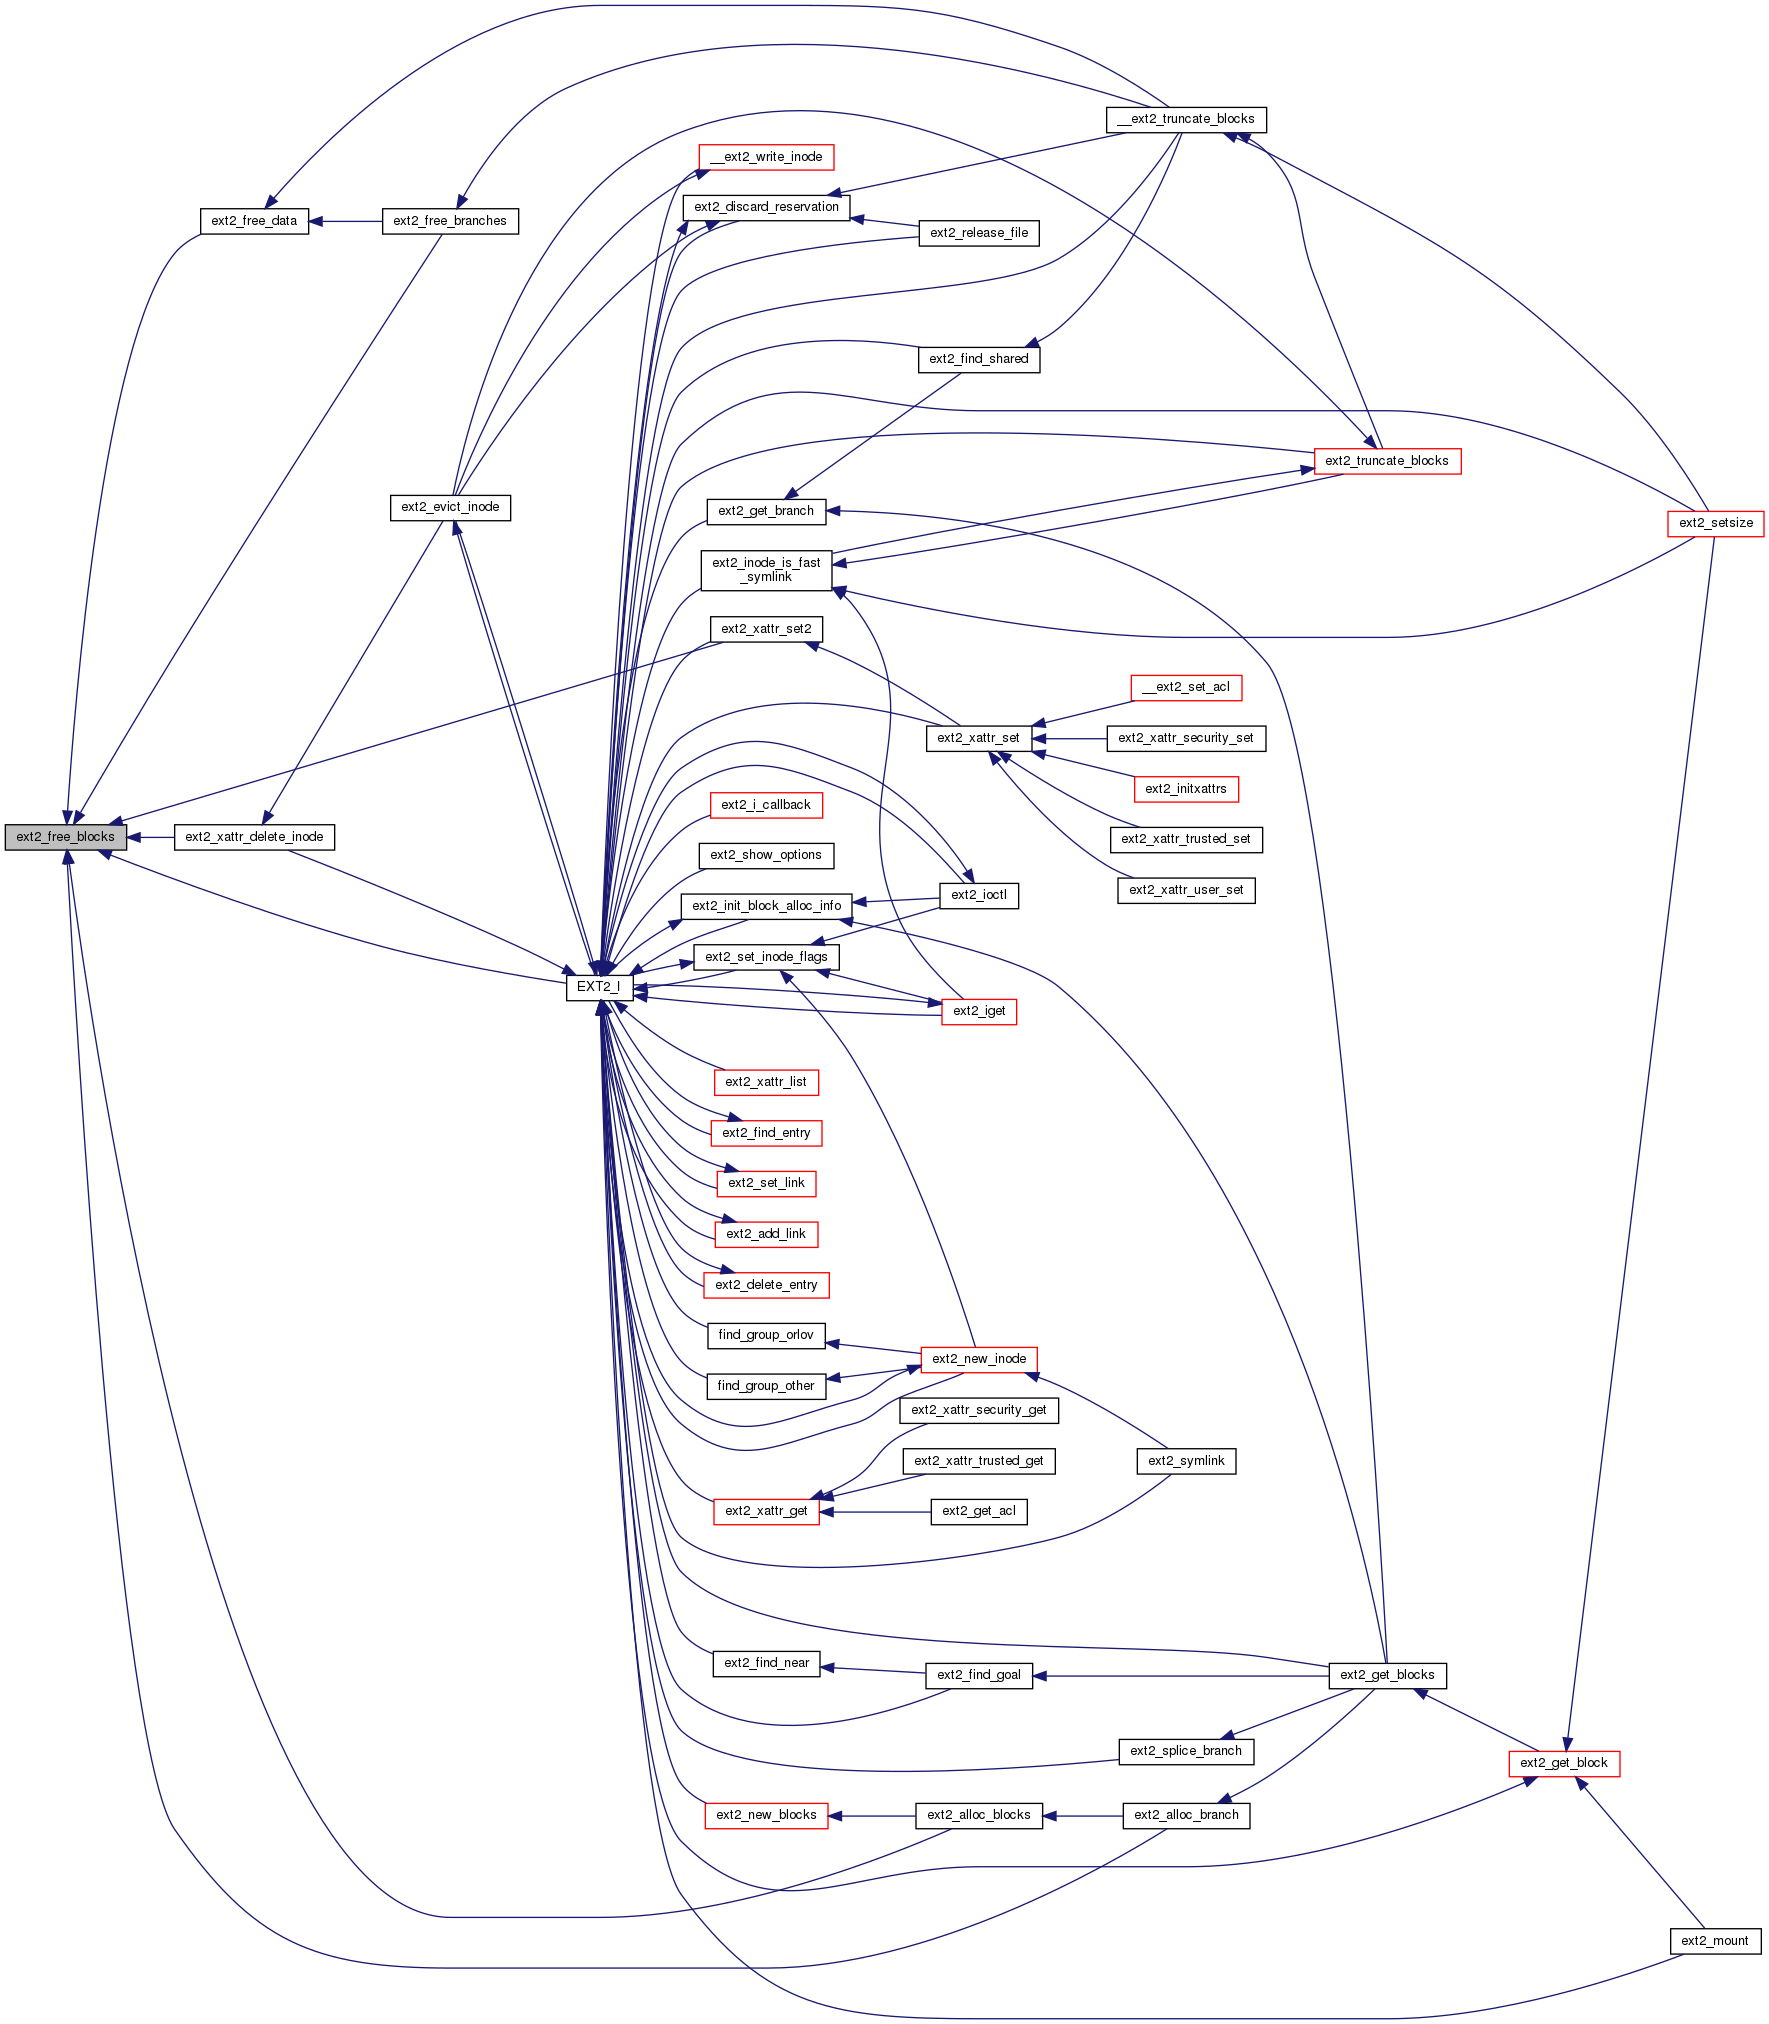 __ext2_truncate_blocks
__ext2_write_inode
ext2_discard_reservation
ext2_free_data
ext2_free_branches
ext2_release_file
ext2_find_shared
ext2_truncate_blocks
ext2_evict_inode
ext2_get_branch
ext2_setsize
ext2_inode_is_fast
_symlink
ext2_xattr_set2
__ext2_set_acl
ext2_xattr_set
ext2_xattr_security_set
ext2_initxattrs
ext2_i_callback
ext2_free_blocks
ext2_xattr_delete_inode
ext2_xattr_trusted_set
ext2_show_options
ext2_xattr_user_set
ext2_ioctl
ext2_init_block_alloc_info
ext2_set_inode_flags
EXT2_I
ext2_iget
ext2_xattr_list
ext2_find_entry
ext2_set_link
ext2_add_link
ext2_delete_entry
find_group_orlov
ext2_new_inode
find_group_other
ext2_xattr_security_get
ext2_xattr_trusted_get
ext2_symlink
ext2_xattr_get
ext2_get_acl
ext2_find_near
ext2_find_goal
ext2_get_blocks
ext2_splice_branch
ext2_get_block
ext2_new_blocks
ext2_alloc_blocks
ext2_alloc_branch
ext2_mount